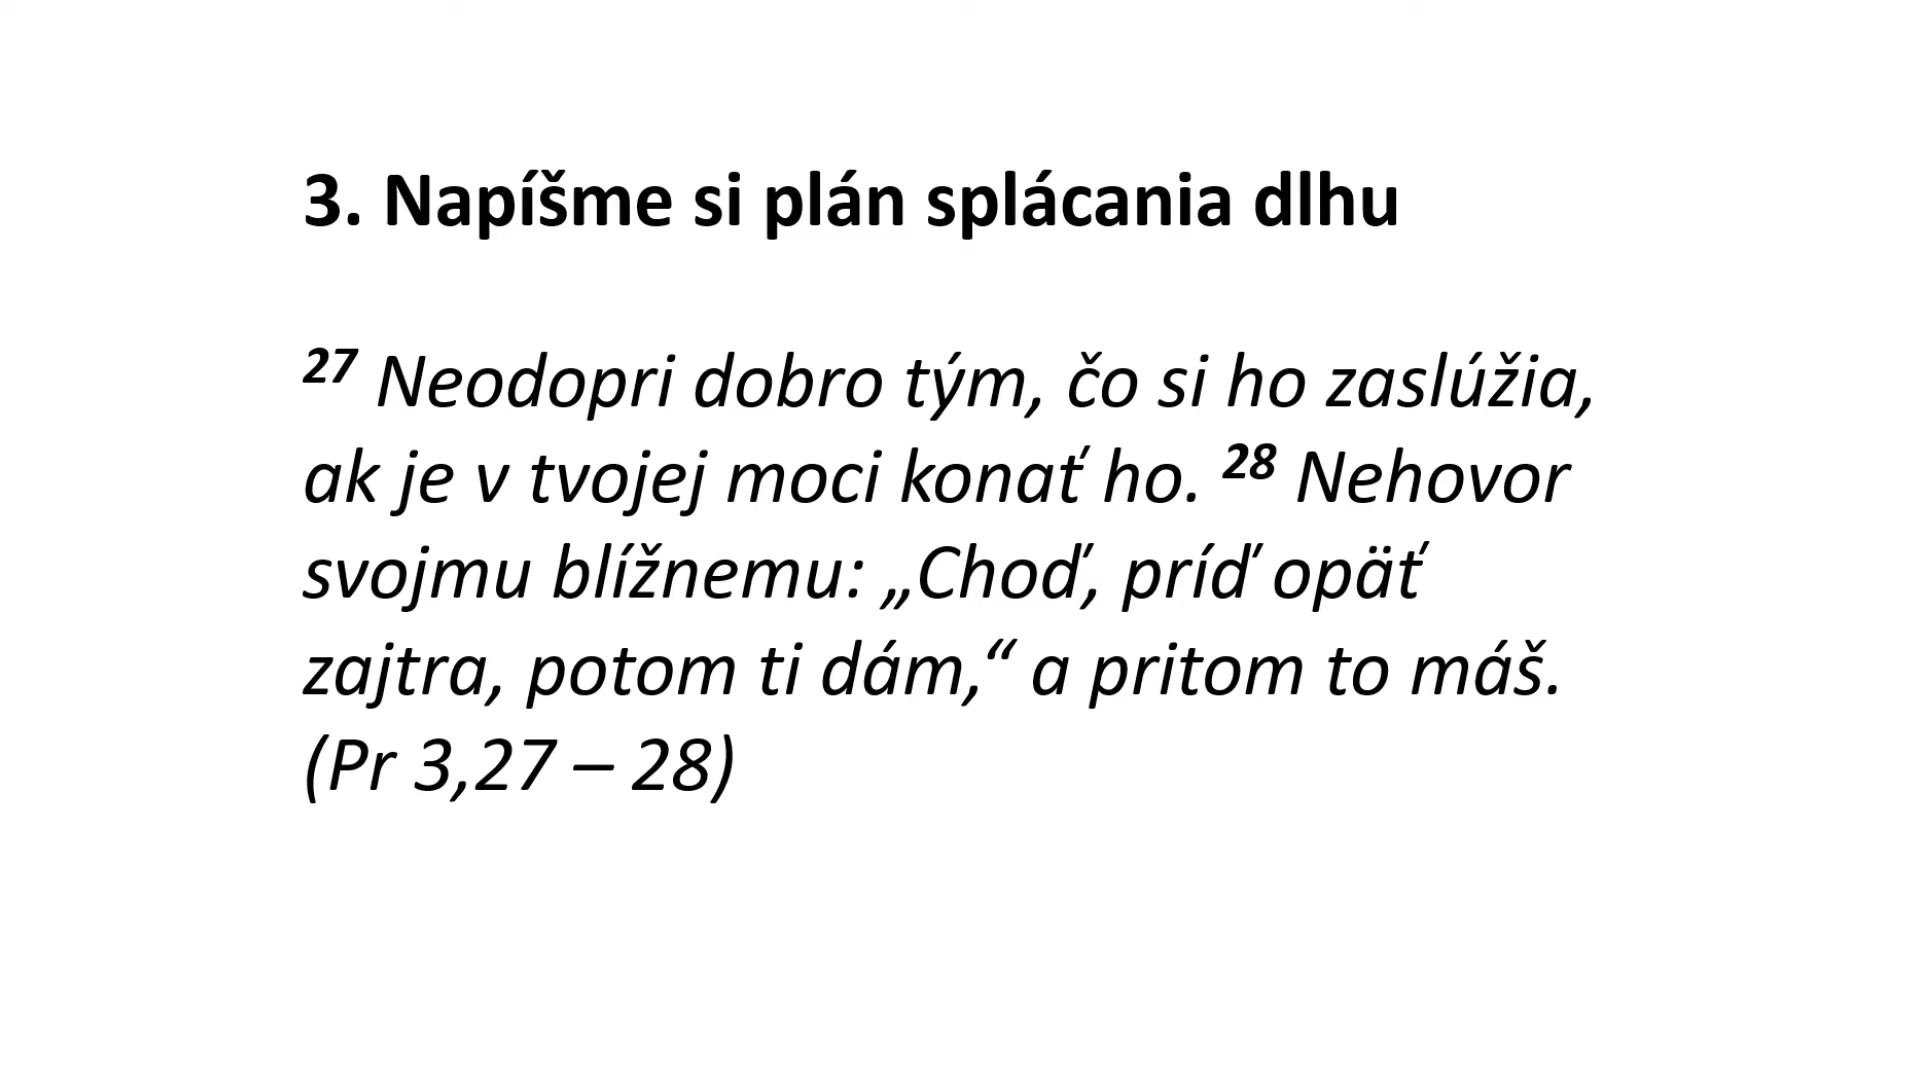 3. Napíšme si plán splácania dlhu
27 Neodopri dobro tým, čo si ho zaslúžia,
ak je v tvojej moci konať ho. 28 Nehovor
svojmu blížnemu: „Choď, príď opäť
zajtra, potom ti dám,“ a pritom to máš.
(Pr 3,27 – 28)